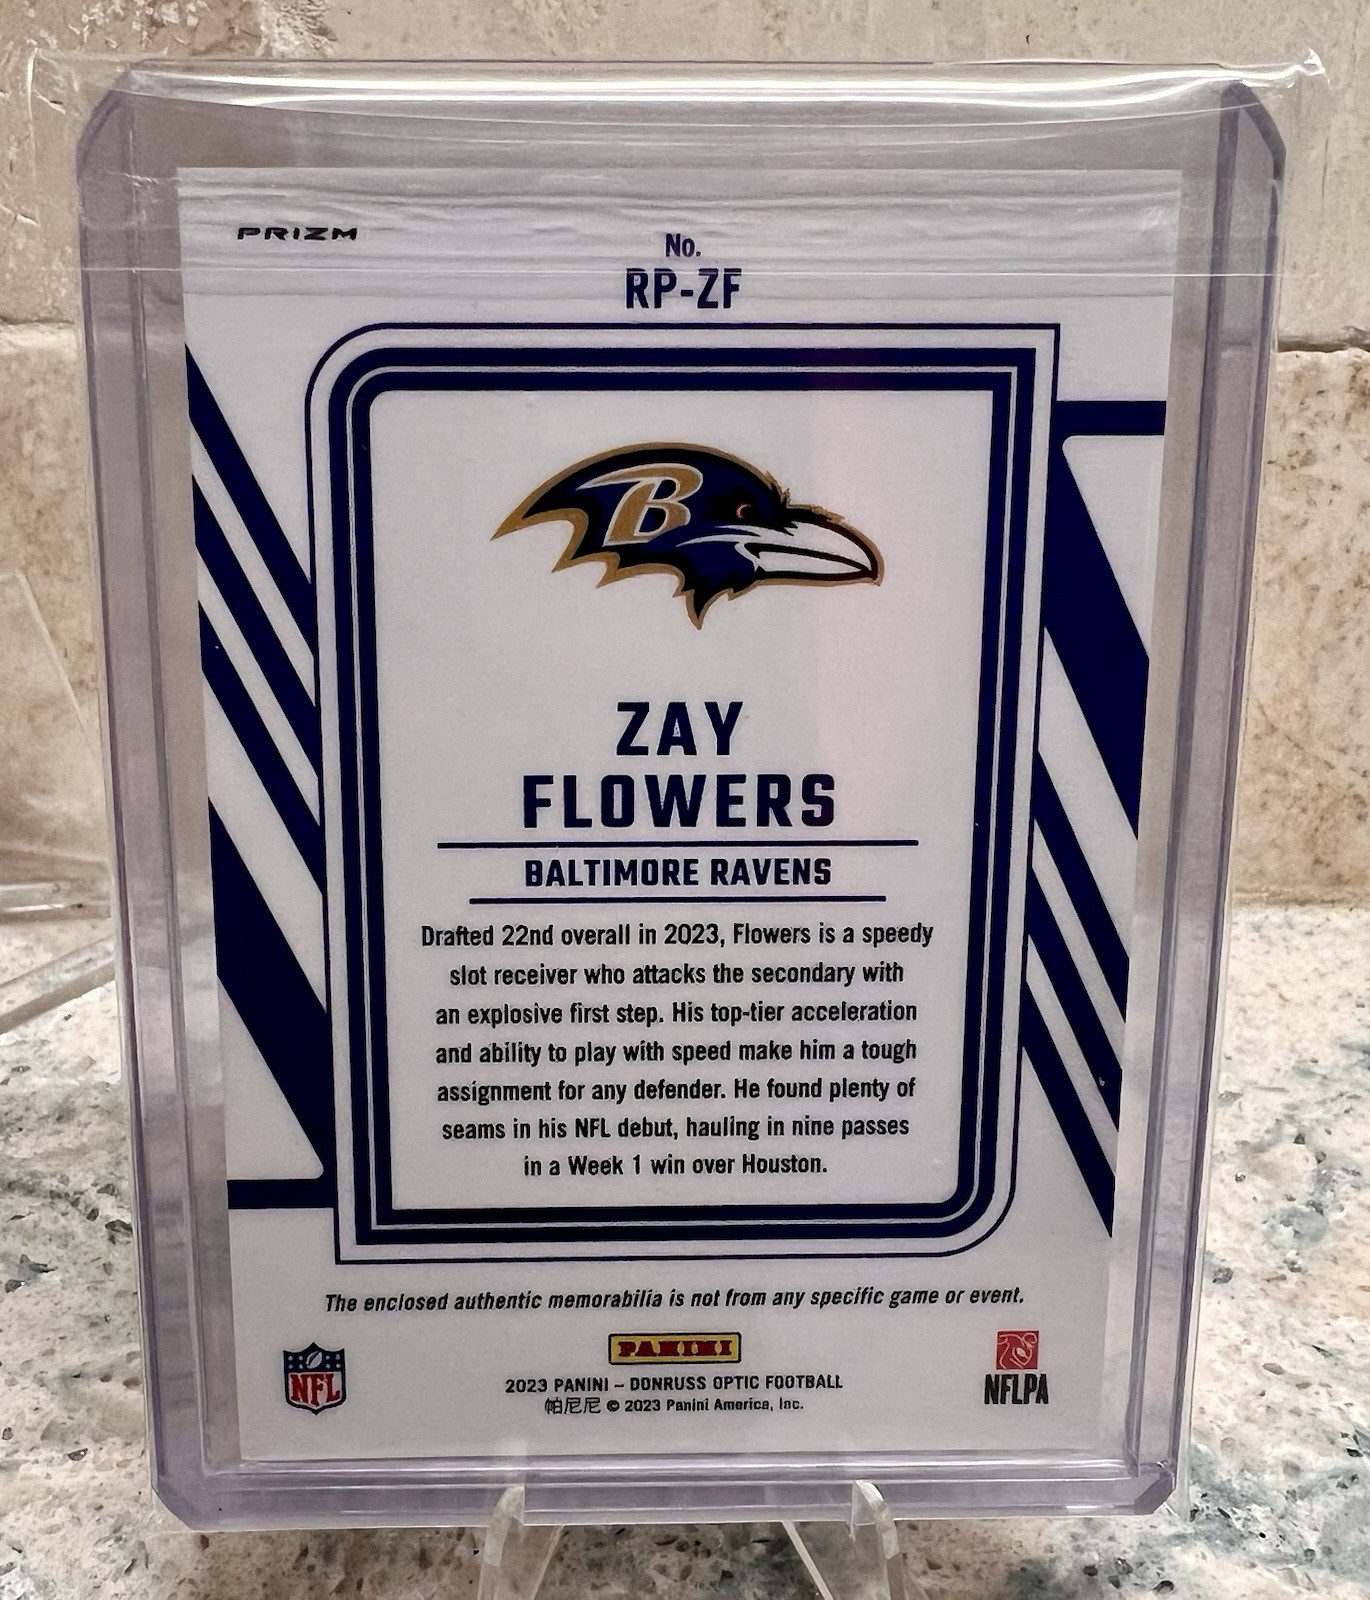 PRIZM
No.
RP-ZF
B
ZAY
FLOWERS
BALTIMORE RAVENS
Drafted 22nd overall in 2023, Flowers is a speedy
slot receiver who attacks the secondary with
an explosive first step. His top-tier acceleration
and ability to play with speed make him a tough
assignment for any defender. He found plenty of
seams in his NFL debut, hauling in nine passes
in a Week 1 win over Houston.
The enclosed authentic memorabilia is not from any specific game or event.
PANINI
NFL
NFLPA
2023 PANINI – DONRUSS OPTIC FOOTBALL
帕尼尼 © 2023 Panini America, Inc.